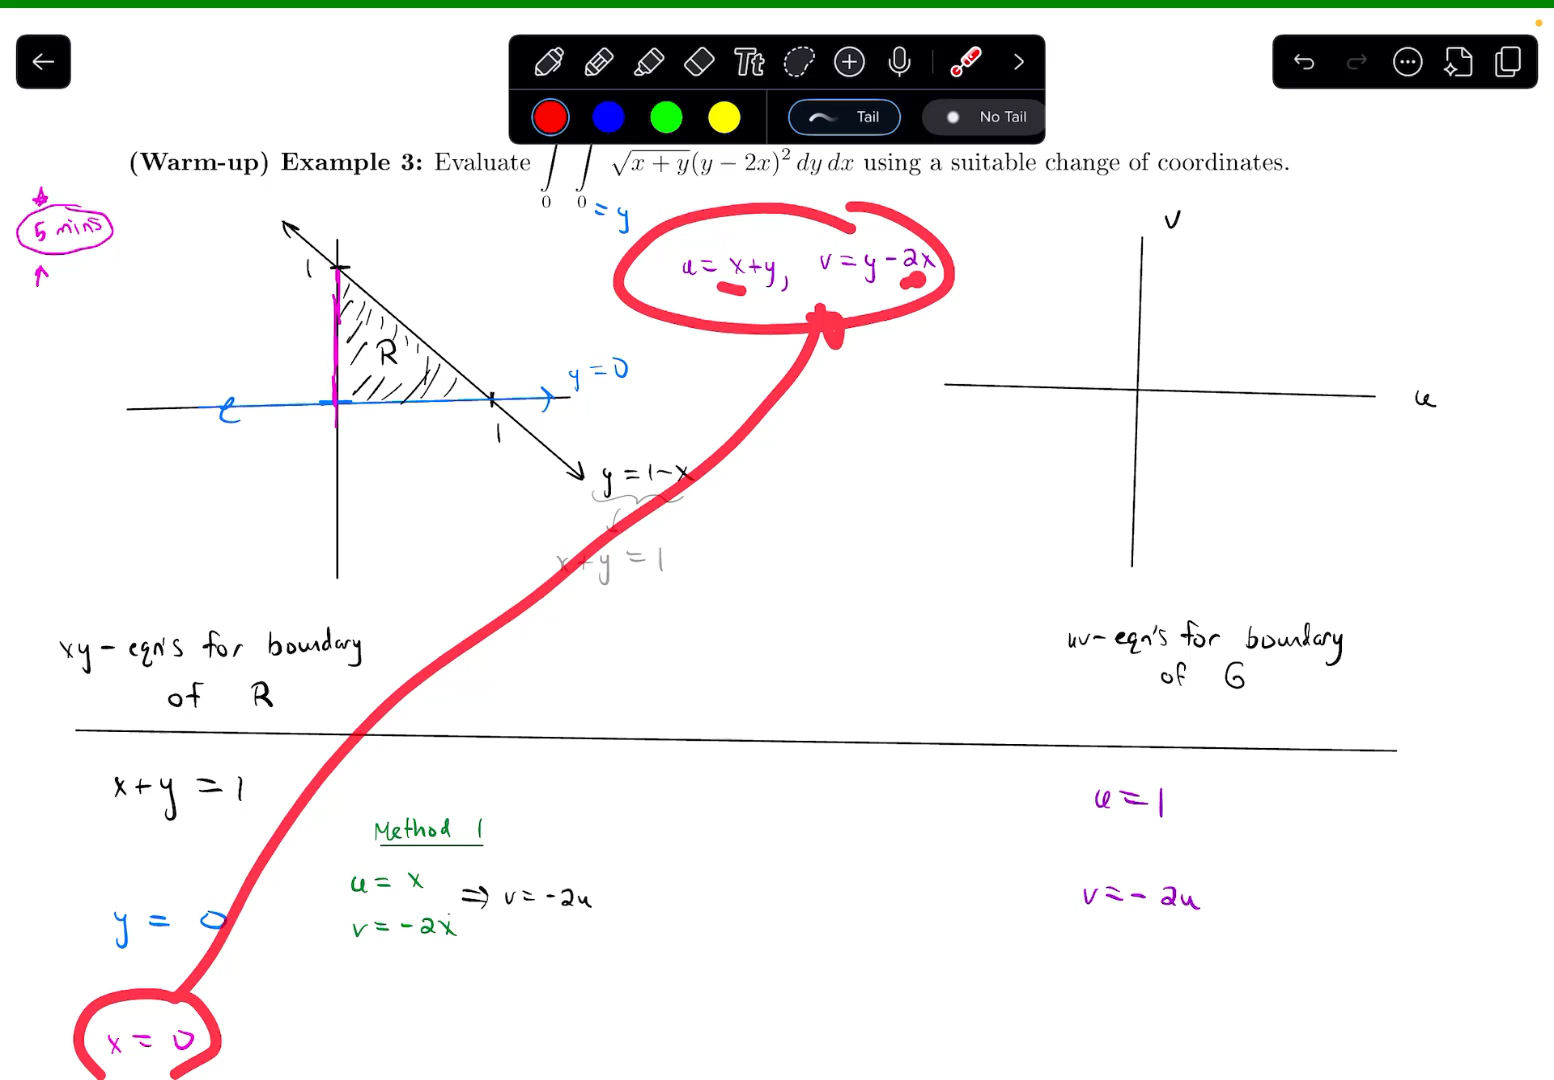 Tt
Tail
No Tail
(Warm-up) Example 3: Evaluate ∫₀ ∫₀ √x + y(y − 2x)² dy dx using a suitable change of coordinates.
= y
5 mins
u = x+y, v = y - 2x
v
1
R
y = 0
u
1
y = 1-x
x+y = 1
xy - eqn's for boundary
of R
uv - eqn's for boundary
of G
x+y = 1
u = 1
Method 1
u = x
v = -2x
⇒ v = -2u
y = 0
v = - 2u
x = 0